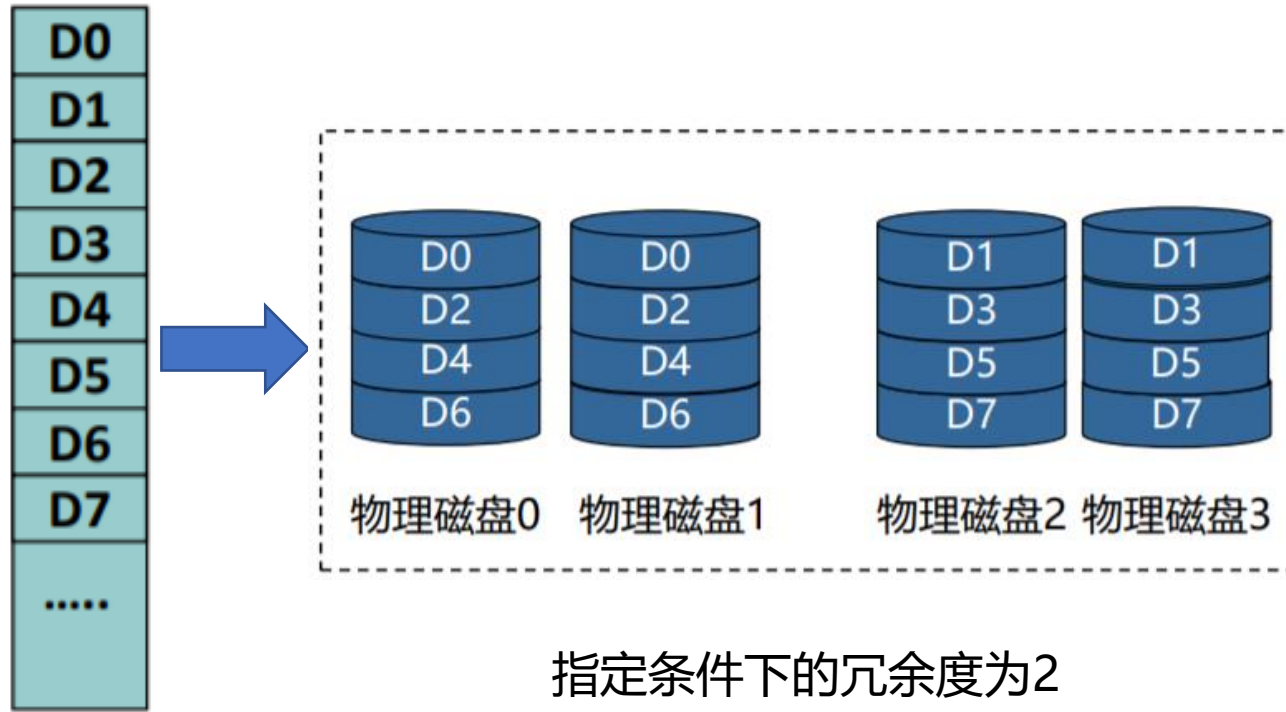 D0
D1
D2
D3
D4
D5
D6
D7
.....
D0
D2
D4
D6
物理磁盘0
D0
D2
D4
D6
物理磁盘1
D1
D3
D5
D7
物理磁盘2
D1
D3
D5
D7
物理磁盘3
指定条件下的冗余度为2